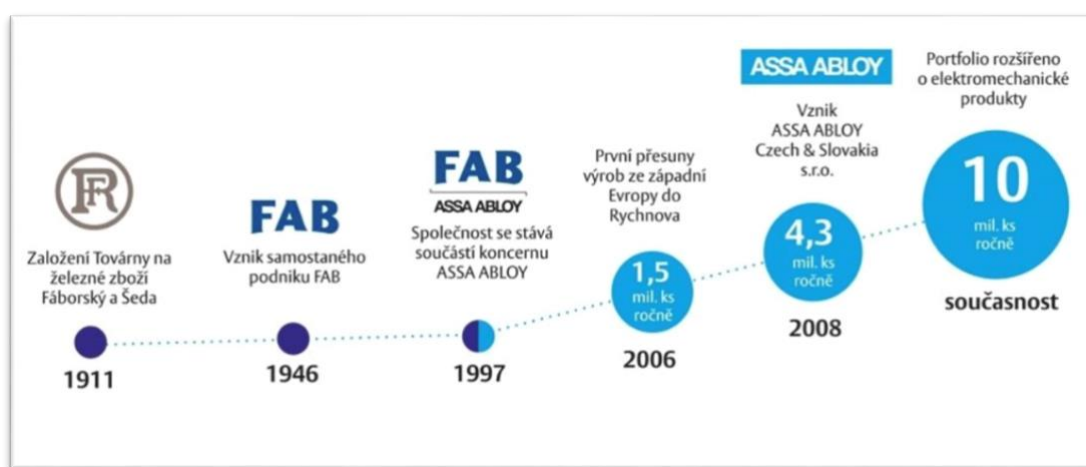 FR
Založení Továrny na
železné zboží
Fáborský a Šeda
1911
FAB
Vznik samostaného
podniku FAB
1946
FAB
ASSA ABLOY
Společnost se stává
součástí koncernu
ASSA ABLOY
1997
První přesuny
výrob ze západní
Evropy do
Rychnova
1,5
mil. ks
ročně
2006
ASSA ABLOY
Vznik
ASSA ABLOY
Czech & Slovakia
s.r.o.
4,3
mil. ks
ročně
2008
Portfolio rozšířeno
o elektromechanické
produkty
10
mil. ks
ročně
současnost